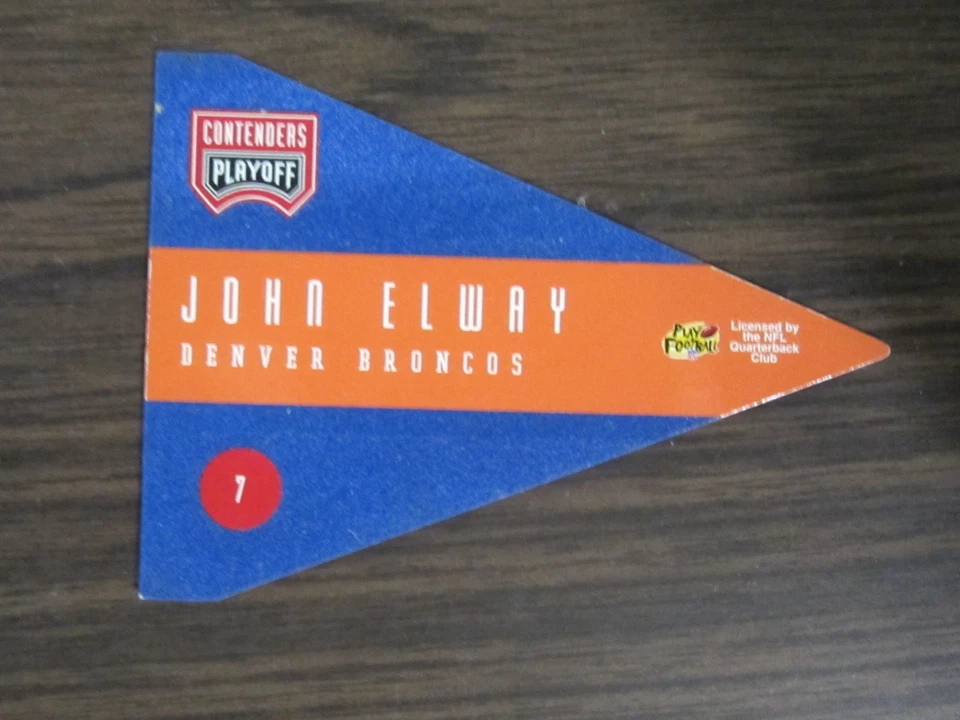 CONTENDERS
PLAYOFF
JOHN ELWAY
DENVER BRONCOS
PLAY
FOOTBALL
Licensed by
the NFL
Quarterback
Club
7